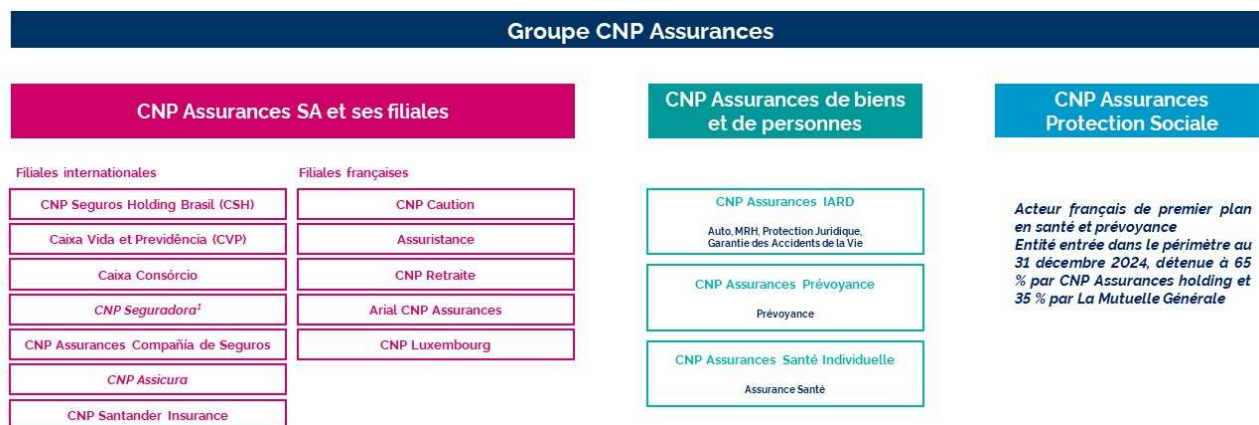 Groupe CNP Assurances
CNP Assurances SA et ses filiales
Filiales internationales
CNP Seguros Holding Brasil (CSH)
Caixa Vida et Previdência (CVP)
Caixa Consórcio
CNP Seguradora¹
CNP Assurances Compañía de Seguros
CNP Assicura
CNP Santander Insurance
Filiales françaises
CNP Caution
Assuristance
CNP Retraite
Arial CNP Assurances
CNP Luxembourg
CNP Assurances de biens
et de personnes
CNP Assurances IARD
Auto, MRH, Protection Juridique,
Garantie des Accidents de la Vie
CNP Assurances Prévoyance
Prévoyance
CNP Assurances Santé Individuelle
Assurance Santé
CNP Assurances
Protection Sociale
Acteur français de premier plan
en santé et prévoyance
Entité entrée dans le périmètre au
31 décembre 2024, détenue à 65
% par CNP Assurances holding et
35 % par La Mutuelle Générale